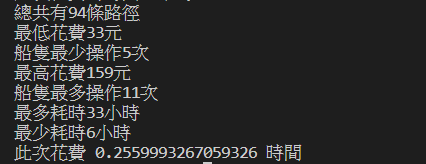 總共有94條路徑
最低花費33元
船隻最少操作5次
最高花費159元
船隻最多操作11次
最多耗時33小時
最少耗時6小時
此次花費 0.2559993267059326 時間